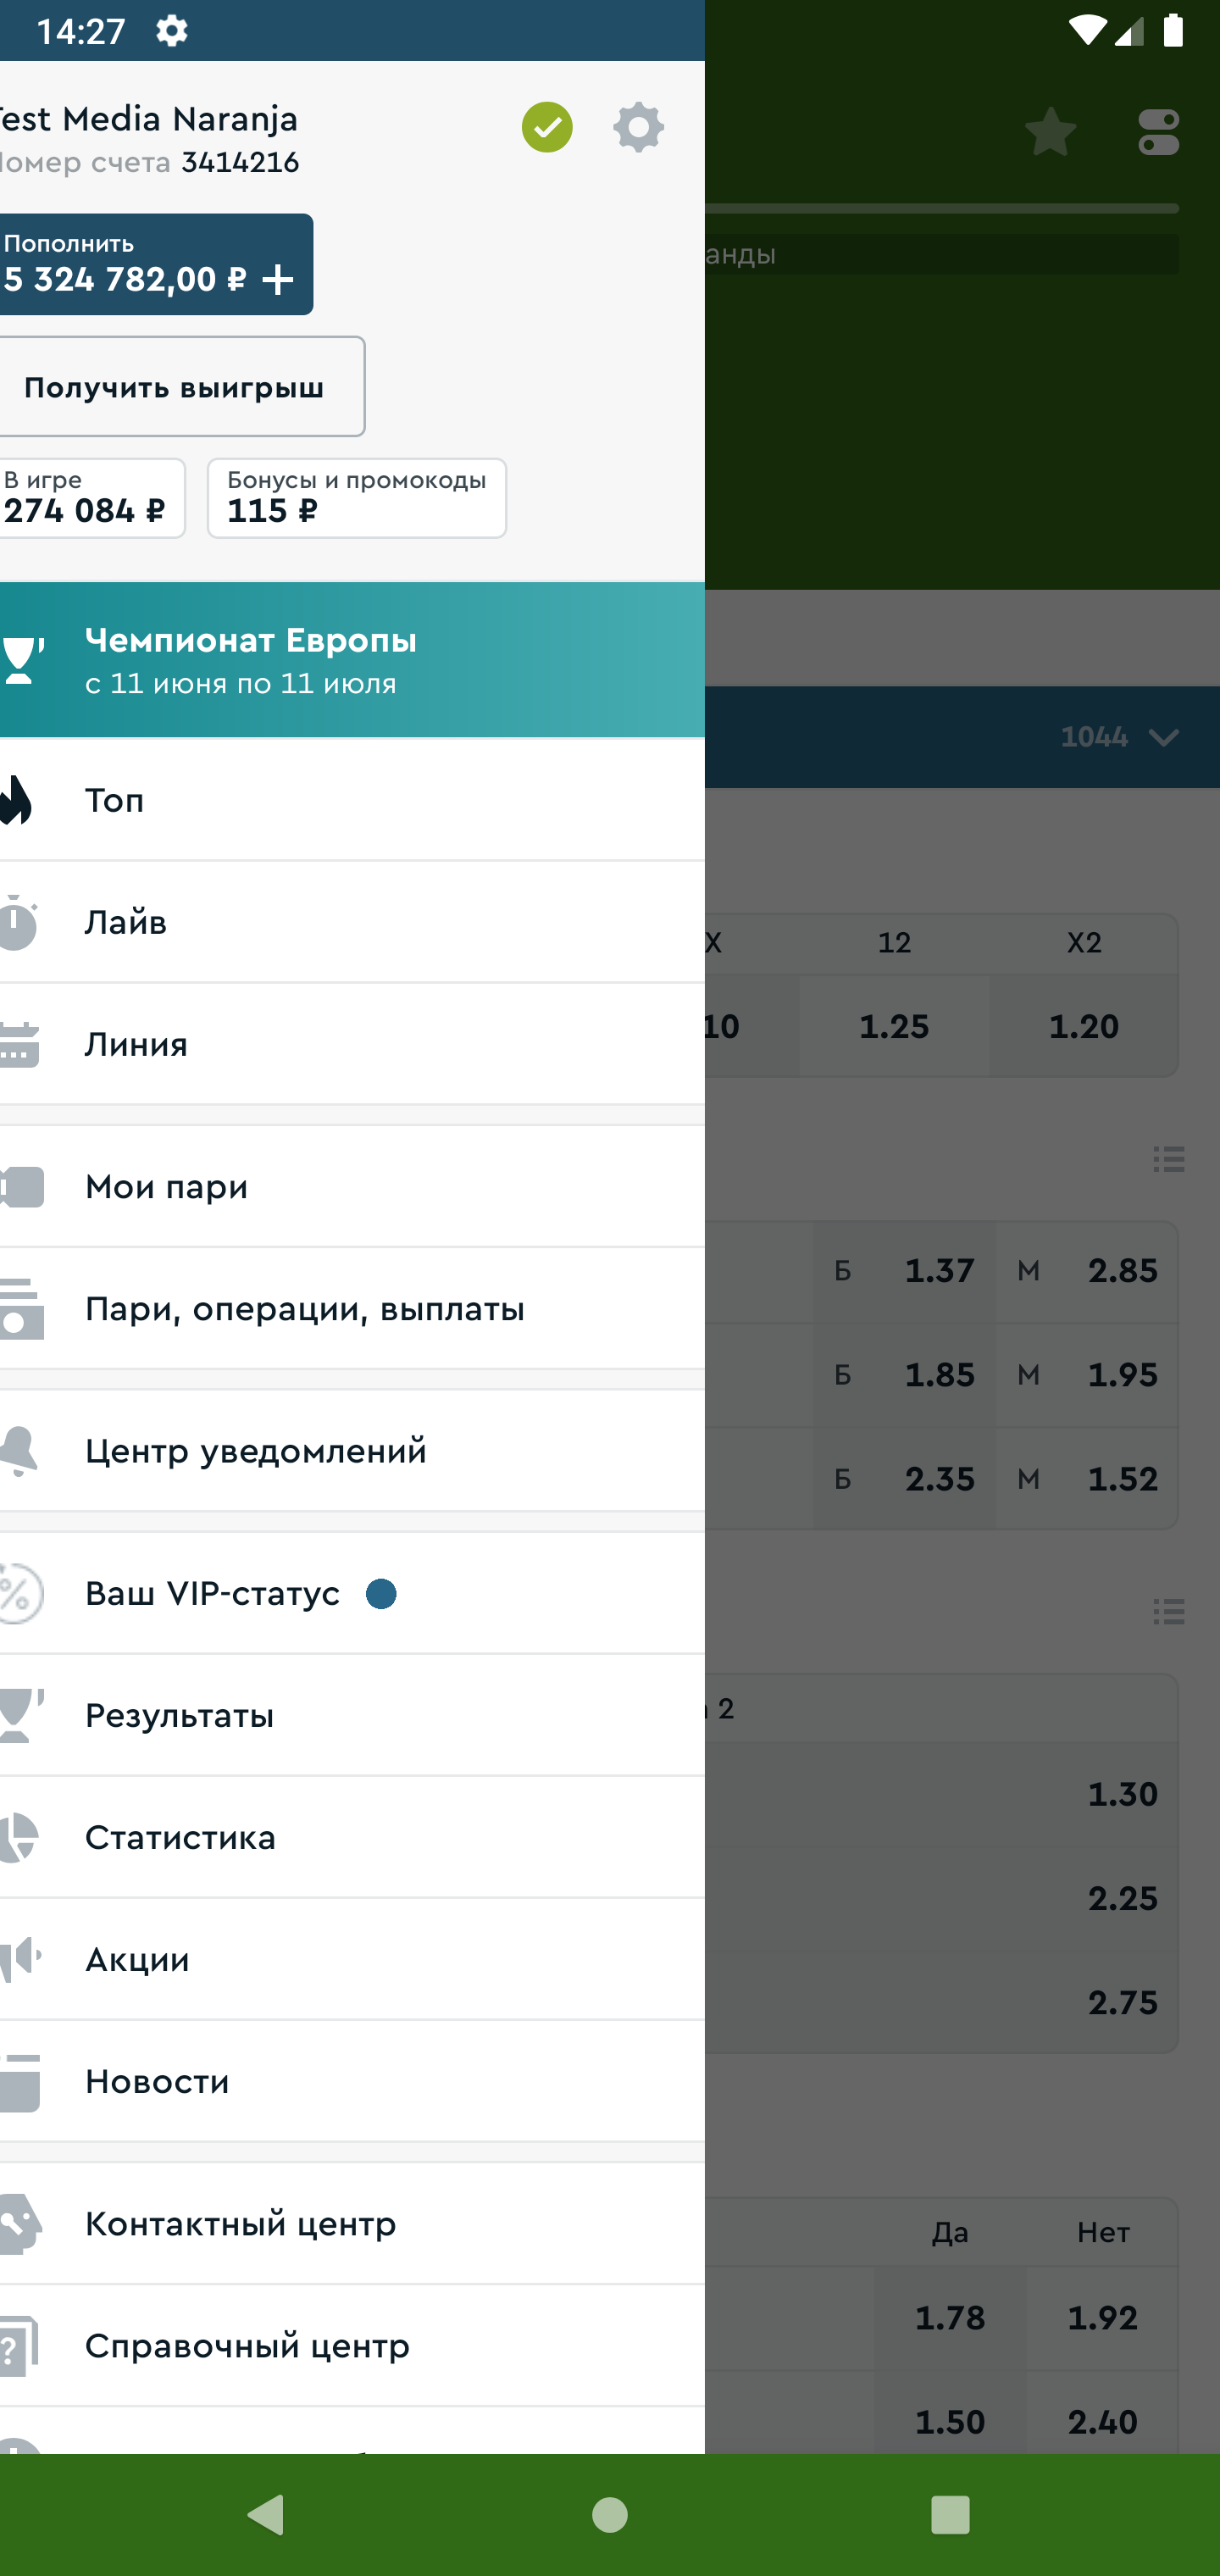 14:27
est Media Naranja
омер счета 3414216
Пополнить
5 324 782,00 ₽
Получить выигрыш
В игре
274 084 ₽
Бонусы и промокоды
115 ₽
Чемпионат Европы
с 11 июня по 11 июля
Топ
Лайв
Линия
Мои пари
Пари, операции, выплаты
Центр уведомлений
Ваш VIP-статус
Результаты
Статистика
Акции
Новости
Контактный центр
Справочный центр
анды
1044
X 12 X2
10 1.25 1.20
Б 1.37 М 2.85
Б 1.85 М 1.95
Б 2.35 М 1.52
2
1.30
2.25
2.75
Да Нет
1.78 1.92
1.50 2.40